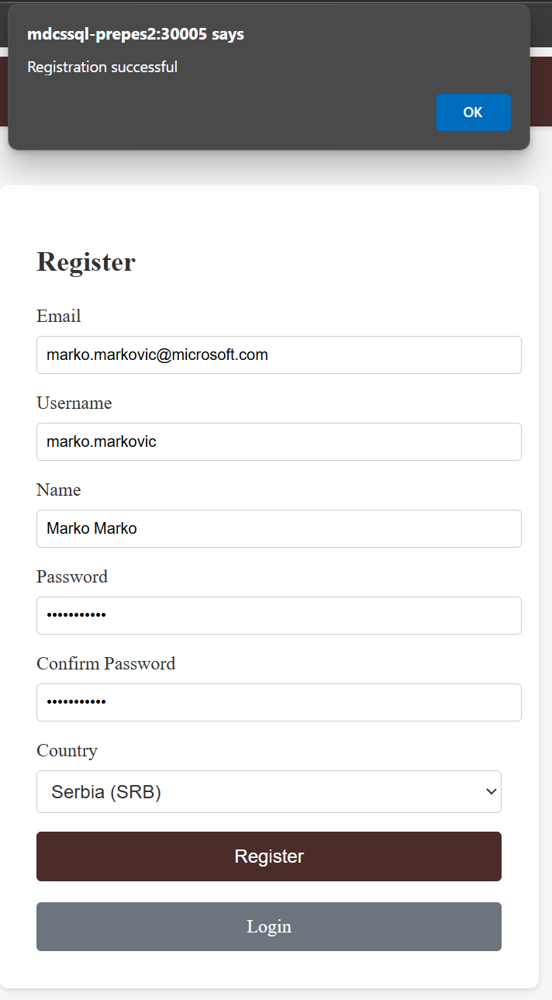 mdcssql-prepes2:30005 says
Registration successful
OK
Register
Email
marko.markovic@microsoft.com
Username
marko.markovic
Name
Marko Marko
Password
•••••••••••
Confirm Password
•••••••••••
Country
Serbia (SRB)
Register
Login